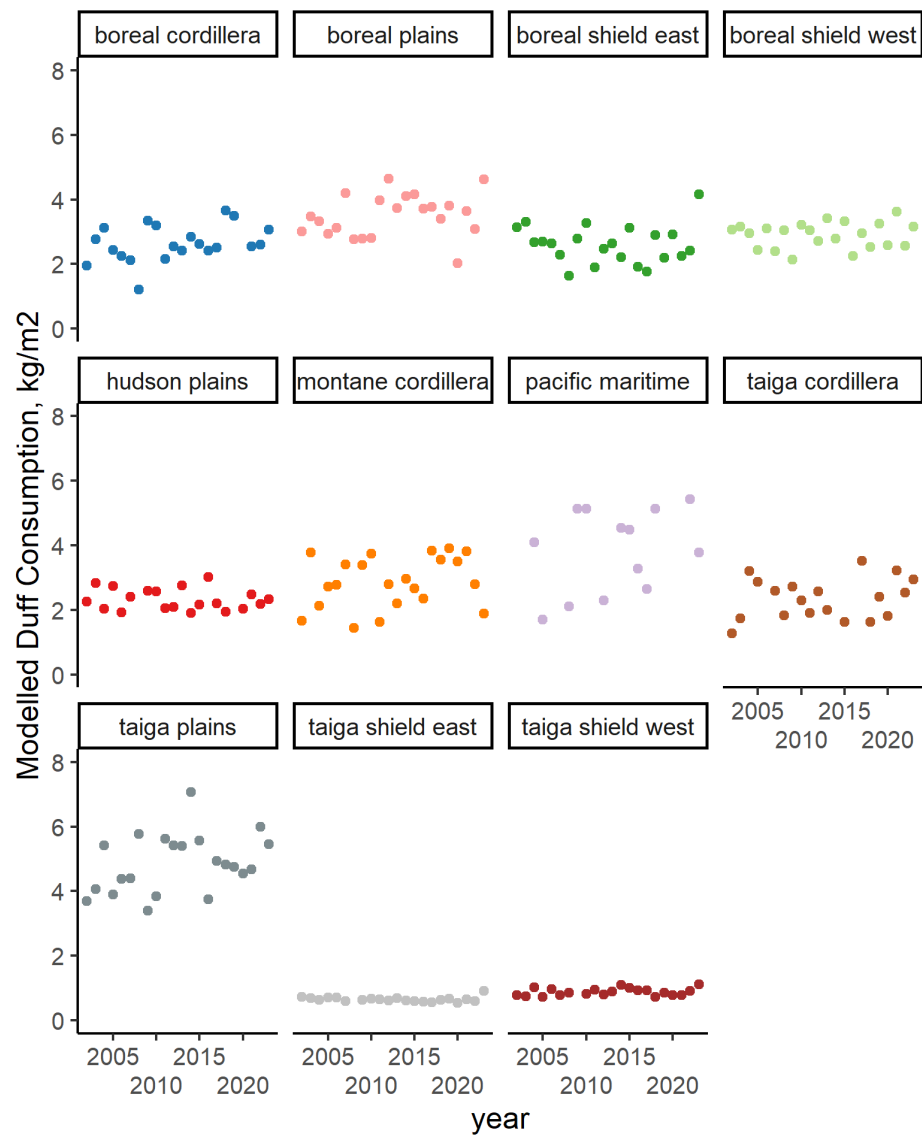 boreal cordillera
boreal plains
boreal shield east
boreal shield west
8
6
4
2
0
hudson plains
montane cordillera
pacific maritime
taiga cordillera
8
6
4
2
0
2005
2015
2010
2020
taiga plains
taiga shield east
taiga shield west
8
6
4
2
0
2005
2015
2010
2020
2005
2015
2010
2020
2005
2015
2010
2020
Modelled Duff Consumption, kg/m2
year